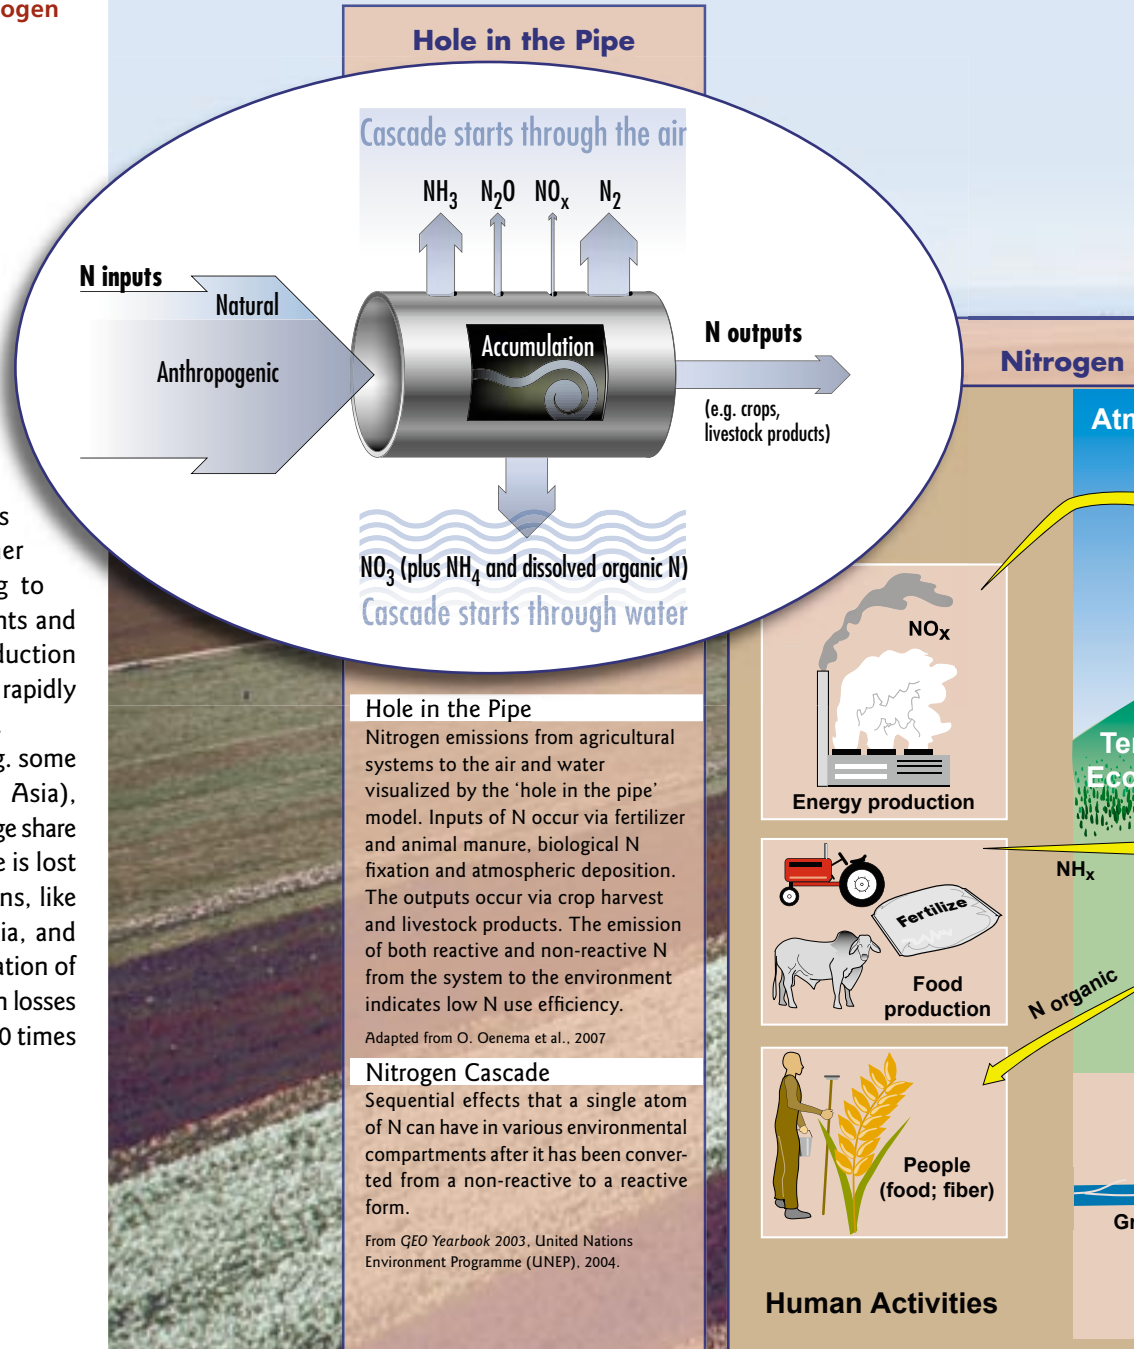 ogen
Hole in the Pipe
Cascade starts through the air
NH3 N2O NOx N2
N inputs
Natural
Anthropogenic
Accumulation
N outputs
(e.g. crops,
livestock products)
NO3 (plus NH4 and dissolved organic N)
Cascade starts through water
s
er
g to
nts and
duction
rapidly
g. some
Asia),
ge share
e is lost
ns, like
ia, and
ation of
n losses
0 times
Hole in the Pipe
Nitrogen emissions from agricultural
systems to the air and water
visualized by the ‘hole in the pipe’
model. Inputs of N occur via fertilizer
and animal manure, biological N
fixation and atmospheric deposition.
The outputs occur via crop harvest
and livestock products. The emission
of both reactive and non-reactive N
from the system to the environment
indicates low N use efficiency.
Adapted from O. Oenema et al., 2007
Nitrogen Cascade
Sequential effects that a single atom
of N can have in various environmental
compartments after it has been conver-
ted from a non-reactive to a reactive
form.
From GEO Yearbook 2003, United Nations
Environment Programme (UNEP), 2004.
Nitrogen
Atm
NOx
Energy production
Ter
Eco
NHx
Fertilize
Food
production
N organic
People
(food; fiber)
Gr
Human Activities